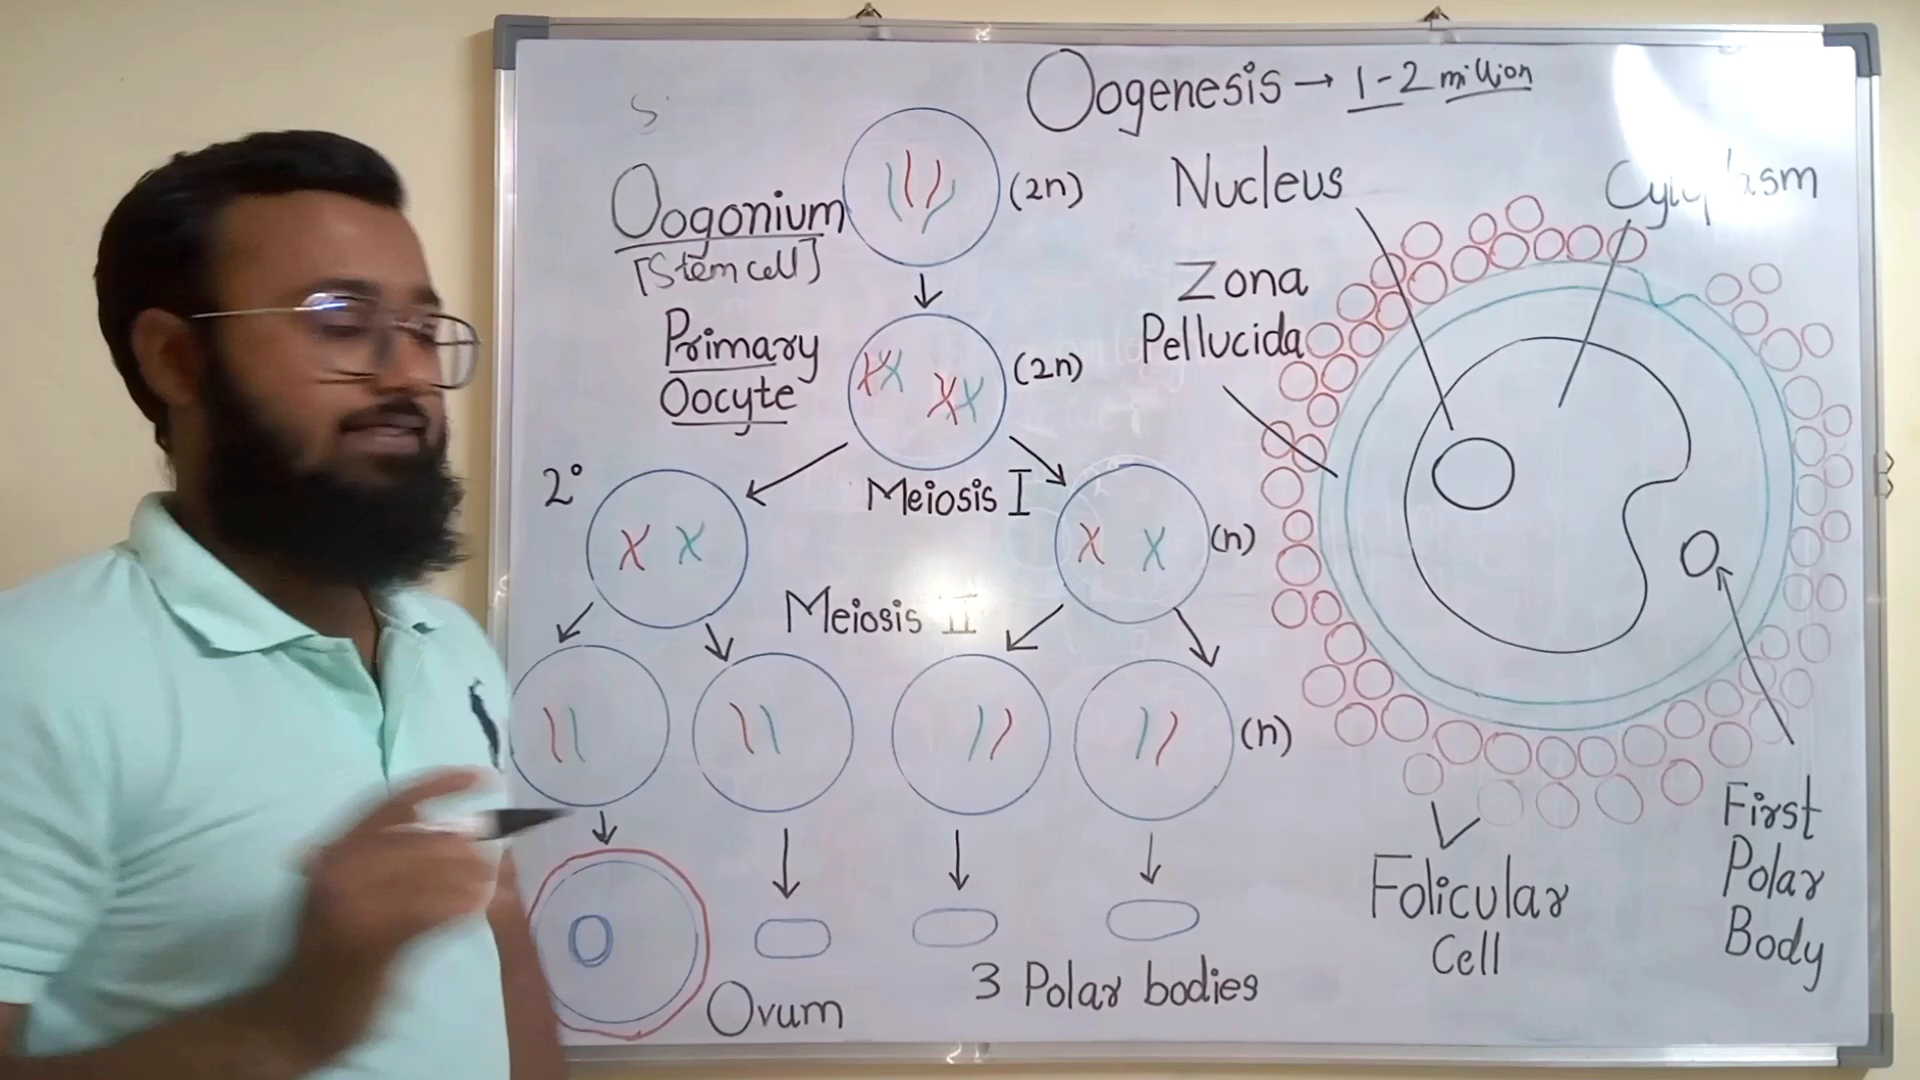 Oogenesis → 1-2 million
S
Oogonium
[Stem cell]
(2n)
Primary
Oocyte
(2n)
2°
Meiosis I
(n)
Meiosis II
(n)
Ovum
3 Polar bodies
Nucleus
Zona
Pellucida
Folicular
Cell
First
Polar
Body